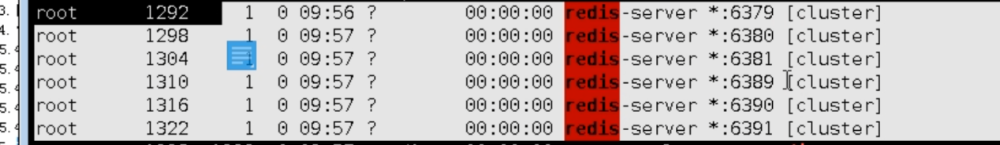 root 1292 1 0 09:56 ? 00:00:00 redis-server *:6379 [cluster]
root 1298 1 0 09:57 ? 00:00:00 redis-server *:6380 [cluster]
root 1304 1 0 09:57 ? 00:00:00 redis-server *:6381 [cluster]
root 1310 1 0 09:57 ? 00:00:00 redis-server *:6389 [cluster]
root 1316 1 0 09:57 ? 00:00:00 redis-server *:6390 [cluster]
root 1322 1 0 09:57 ? 00:00:00 redis-server *:6391 [cluster]